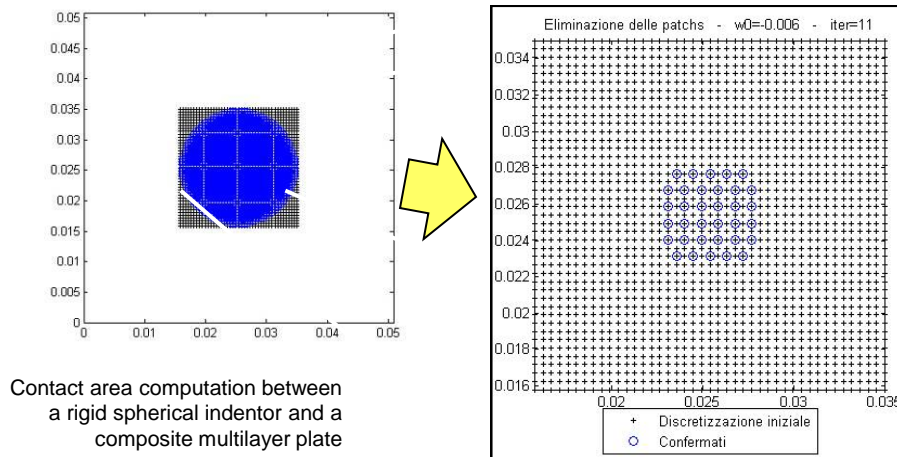 0.05
0.045
0.04
0.035
0.03
0.025
0.02
0.015
0.01
0.005
0
0 0.01 0.02 0.03 0.04 0.05
Contact area computation between
a rigid spherical indentor and a
composite multilayer plate
Eliminazione delle patchs - w0=-0.006 - iter=11
0.034
0.032
0.03
0.028
0.026
0.024
0.022
0.02
0.018
0.016
0.02 0.025 0.03 0.035
+ Discretizzazione iniziale
o Confermati